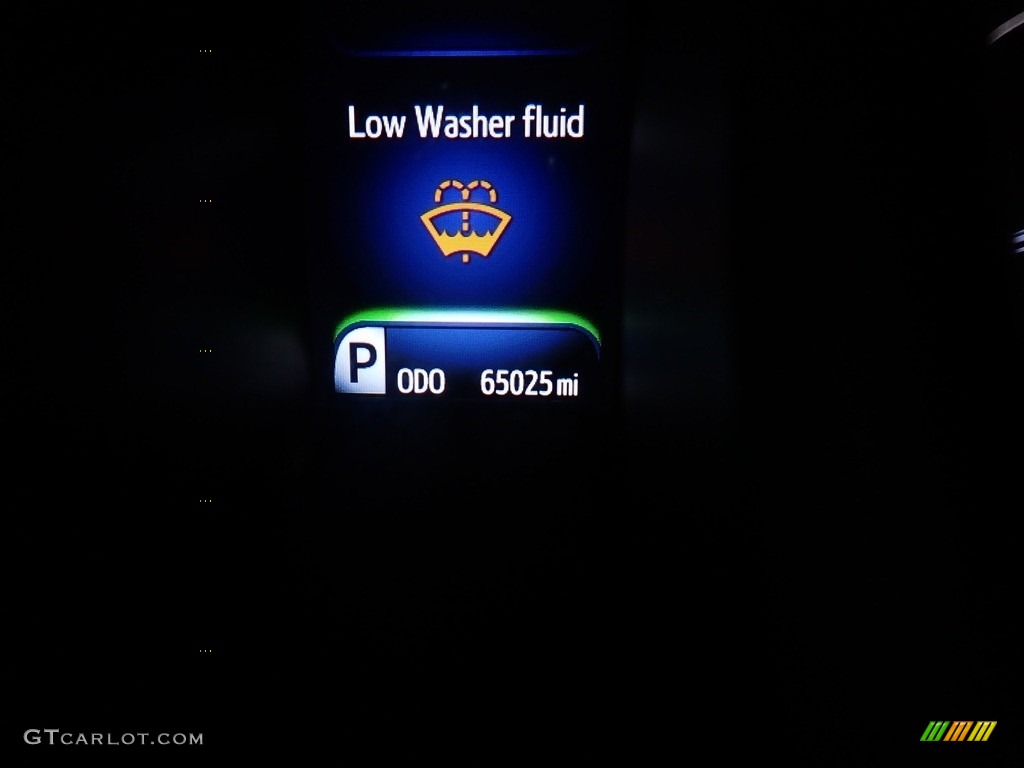 Low Washer fluid
P ODO 65025 mi
GTCARLOT.COM